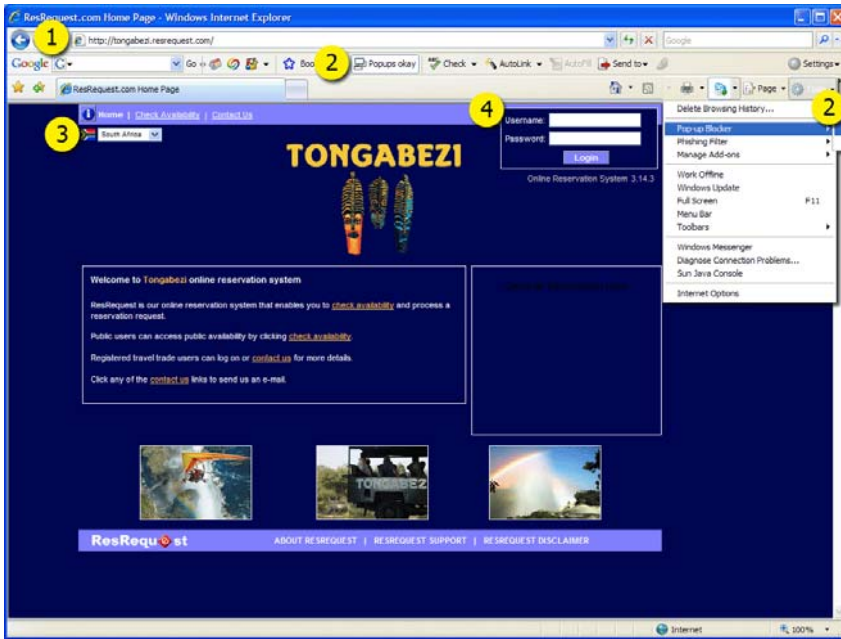 ResRequest.com Home Page - Windows Internet Explorer
1
http://tongabezi.resrequest.com/
Google
Google
Go
2
Popups okay
Check
AutoLink
AutoFill
Send to
Settings
ResRequest.com Home Page
Page
2
Home | Check Availability | Contact Us
3
South Africa
4
Username:
Password:
Login
Online Reservation System 3.14.3
TONGABEZI
Delete Browsing History...
Pop-up Blocker
Phishing Filter
Manage Add-ons
Work Offline
Windows Update
Full Screen F11
Menu Bar
Toolbars
Windows Messenger
Diagnose Connection Problems...
Sun Java Console
Internet Options
Welcome to Tongabezi online reservation system
ResRequest is our online reservation system that enables you to check availability and process a
reservation request.
Public users can access public availability by clicking check availability.
Registered travel trade users can log on or contact us for more details.
Click any of the contact us links to send us an e-mail.
TONGABEZI
ResRequest
ABOUT RESREQUEST | RESREQUEST SUPPORT | RESREQUEST DISCLAIMER
Internet
100%